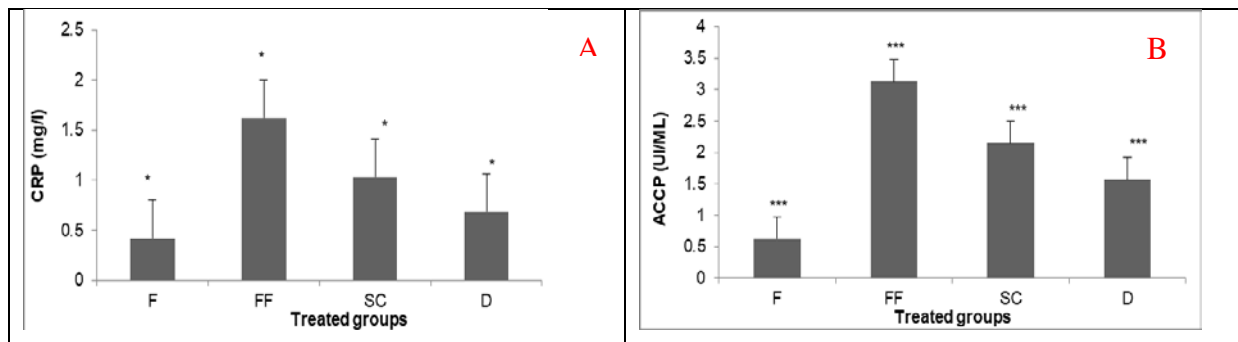 A
CRP (mg/l)
2.5
2
1.5
1
0.5
0
*
*
*
*
F FF SC D
Treated groups
B
ACCP (UI/ML)
4
3.5
3
2.5
2
1.5
1
0.5
0
***
***
***
***
F FF SC D
Treated groups